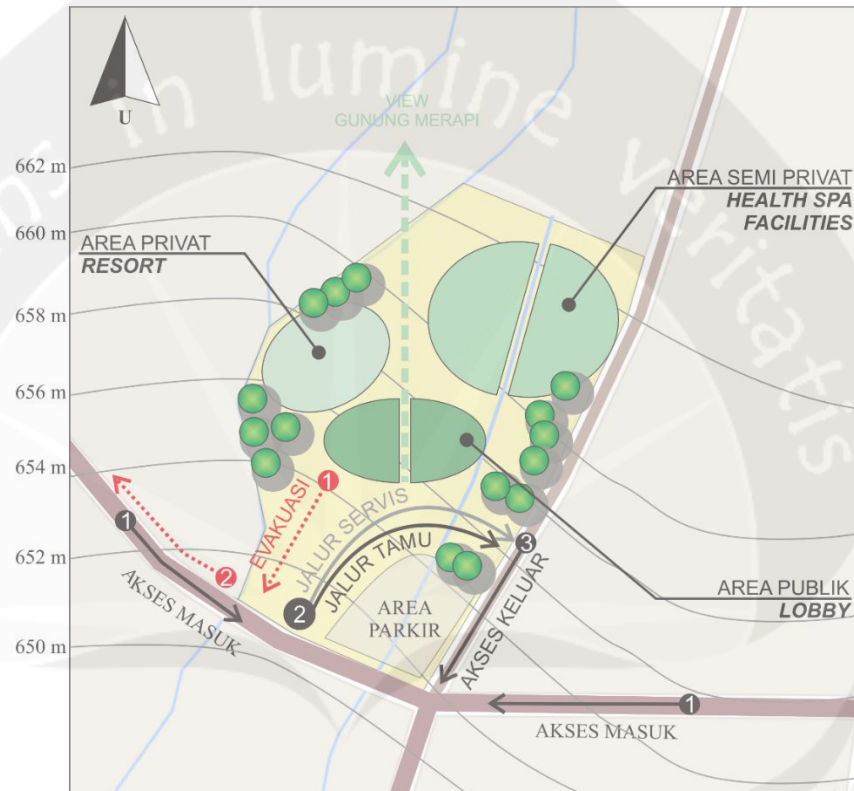 in lumine veritatis
U
VIEW
GUNUNG MERAPI
662 m
660 m
658 m
656 m
654 m
652 m
650 m
AREA SEMI PRIVAT
HEALTH SPA
FACILITIES
AREA PRIVAT
RESORT
1
EVAKUASI
2
1
AKSES MASUK
JALUR SERVIS
JALUR TAMU
2
3
AREA
PARKIR
AKSES KELUAR
AREA PUBLIK
LOBBY
1
AKSES MASUK